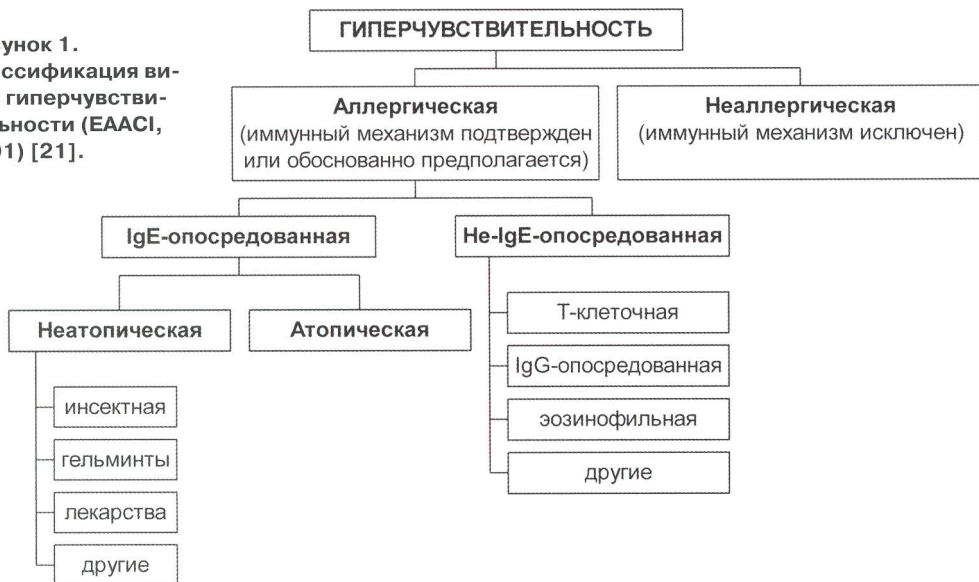 унок 1.
ссификация ви-
гиперчувстви-
ьности (EAACI,
01) [21].
ГИПЕРЧУВСТВИТЕЛЬНОСТЬ
Аллергическая
(иммунный механизм подтвержден
или обоснованно предполагается)
Неаллергическая
(иммунный механизм исключен)
IgE-опосредованная
Не-IgE-опосредованная
Неатопическая
Атопическая
инсектная
гельминты
лекарства
другие
Т-клеточная
IgG-опосредованная
эозинофильная
другие